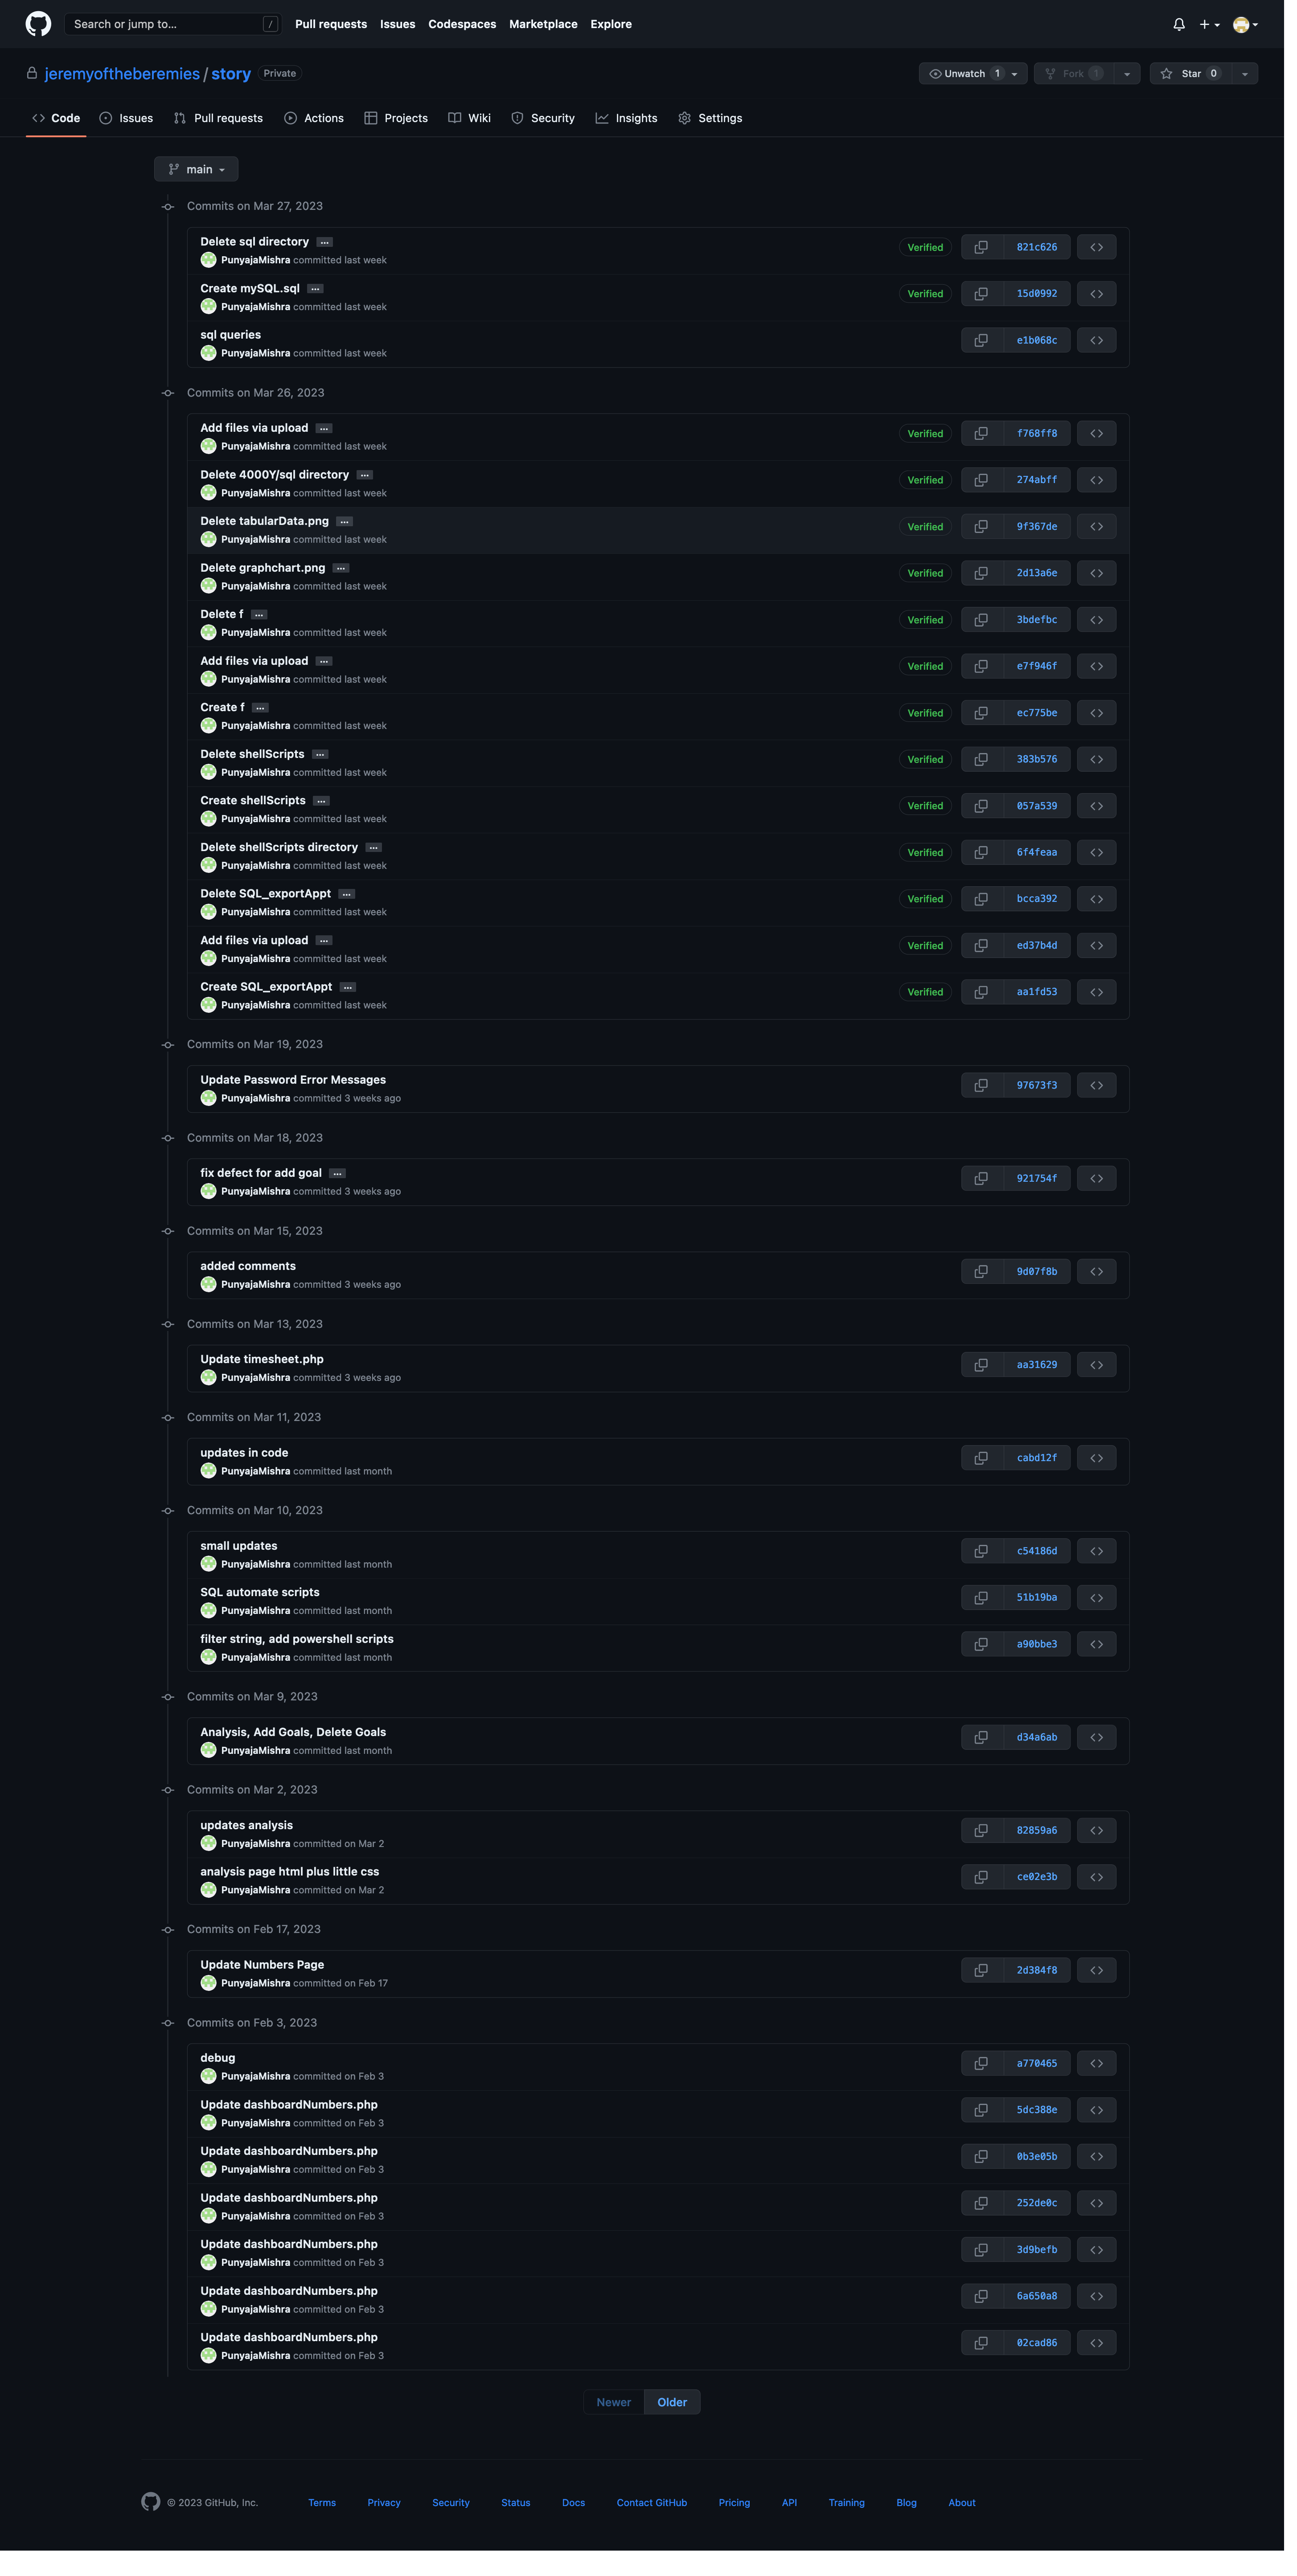 Search or jump to... /
Pull requests Issues Codespaces Marketplace Explore
jeremyoftheberemies / story Private
Unwatch 1 Fork 1 Star 0
Code Issues Pull requests Actions Projects Wiki Security Insights Settings
main
Commits on Mar 27, 2023
Delete sql directory ...
PunyajaMishra committed last week
Verified 821c626
Create mySQL.sql ...
PunyajaMishra committed last week
Verified 15d0992
sql queries
PunyajaMishra committed last week
e1b068c
Commits on Mar 26, 2023
Add files via upload ...
PunyajaMishra committed last week
Verified f768ff8
Delete 4000Y/sql directory ...
PunyajaMishra committed last week
Verified 274abff
Delete tabularData.png ...
PunyajaMishra committed last week
Verified 9f367de
Delete graphchart.png ...
PunyajaMishra committed last week
Verified 2d13a6e
Delete f ...
PunyajaMishra committed last week
Verified 3bdefbc
Add files via upload ...
PunyajaMishra committed last week
Verified e7f946f
Create f ...
PunyajaMishra committed last week
Verified ec775be
Delete shellScripts ...
PunyajaMishra committed last week
Verified 383b576
Create shellScripts ...
PunyajaMishra committed last week
Verified 057a539
Delete shellScripts directory ...
PunyajaMishra committed last week
Verified 6f4feaa
Delete SQL_exportAppt ...
PunyajaMishra committed last week
Verified bcca392
Add files via upload ...
PunyajaMishra committed last week
Verified ed37b4d
Create SQL_exportAppt ...
PunyajaMishra committed last week
Verified aa1fd53
Commits on Mar 19, 2023
Update Password Error Messages
PunyajaMishra committed 3 weeks ago
97673f3
Commits on Mar 18, 2023
fix defect for add goal ...
PunyajaMishra committed 3 weeks ago
921754f
Commits on Mar 15, 2023
added comments
PunyajaMishra committed 3 weeks ago
9d07f8b
Commits on Mar 13, 2023
Update timesheet.php
PunyajaMishra committed 3 weeks ago
aa31629
Commits on Mar 11, 2023
updates in code
PunyajaMishra committed last month
cabd12f
Commits on Mar 10, 2023
small updates
PunyajaMishra committed last month
c54186d
SQL automate scripts
PunyajaMishra committed last month
51b19ba
filter string, add powershell scripts
PunyajaMishra committed last month
a90bbe3
Commits on Mar 9, 2023
Analysis, Add Goals, Delete Goals
PunyajaMishra committed last month
d34a6ab
Commits on Mar 2, 2023
updates analysis
PunyajaMishra committed on Mar 2
82859a6
analysis page html plus little css
PunyajaMishra committed on Mar 2
ce02e3b
Commits on Feb 17, 2023
Update Numbers Page
PunyajaMishra committed on Feb 17
2d384f8
Commits on Feb 3, 2023
debug
PunyajaMishra committed on Feb 3
a770465
Update dashboardNumbers.php
PunyajaMishra committed on Feb 3
5dc388e
Update dashboardNumbers.php
PunyajaMishra committed on Feb 3
0b3e05b
Update dashboardNumbers.php
PunyajaMishra committed on Feb 3
252de0c
Update dashboardNumbers.php
PunyajaMishra committed on Feb 3
3d9befb
Update dashboardNumbers.php
PunyajaMishra committed on Feb 3
6a650a8
Update dashboardNumbers.php
PunyajaMishra committed on Feb 3
02cad86
Newer Older
© 2023 GitHub, Inc. Terms Privacy Security Status Docs Contact GitHub Pricing API Training Blog About